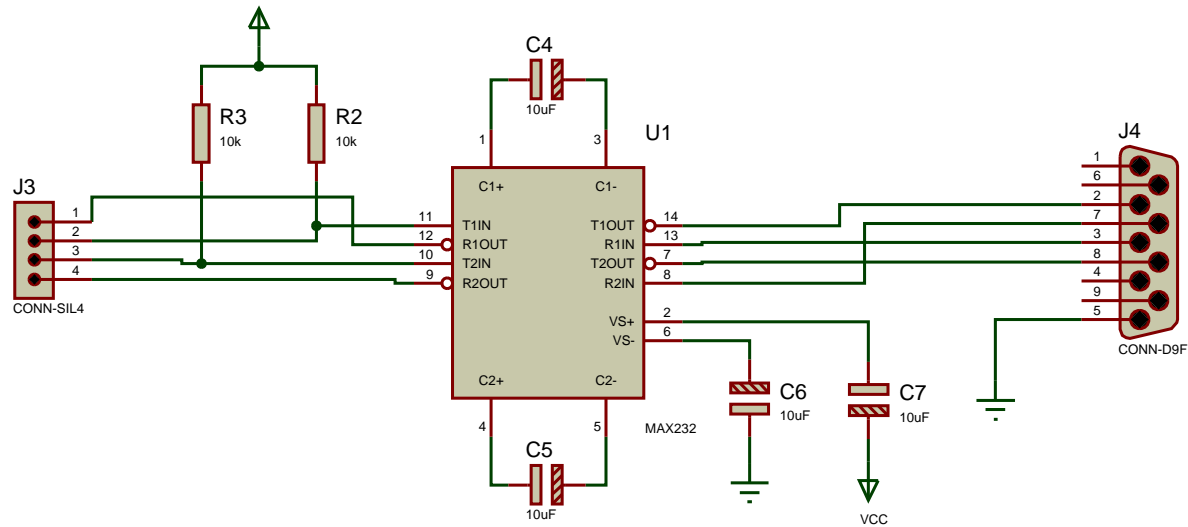 C4
10uF
R3
10k
R2
10k
1
3
U1
J4
C1+
C1-
J3
1
2
3
4
CONN-SIL4
11
12
10
9
T1IN
R1OUT
T2IN
R2OUT
T1OUT
R1IN
T2OUT
R2IN
14
13
7
8
1
6
2
7
3
8
4
9
5
CONN-D9F
VS+
VS-
2
6
C2+
C2-
4
5
MAX232
C6
10uF
C7
10uF
C5
10uF
VCC